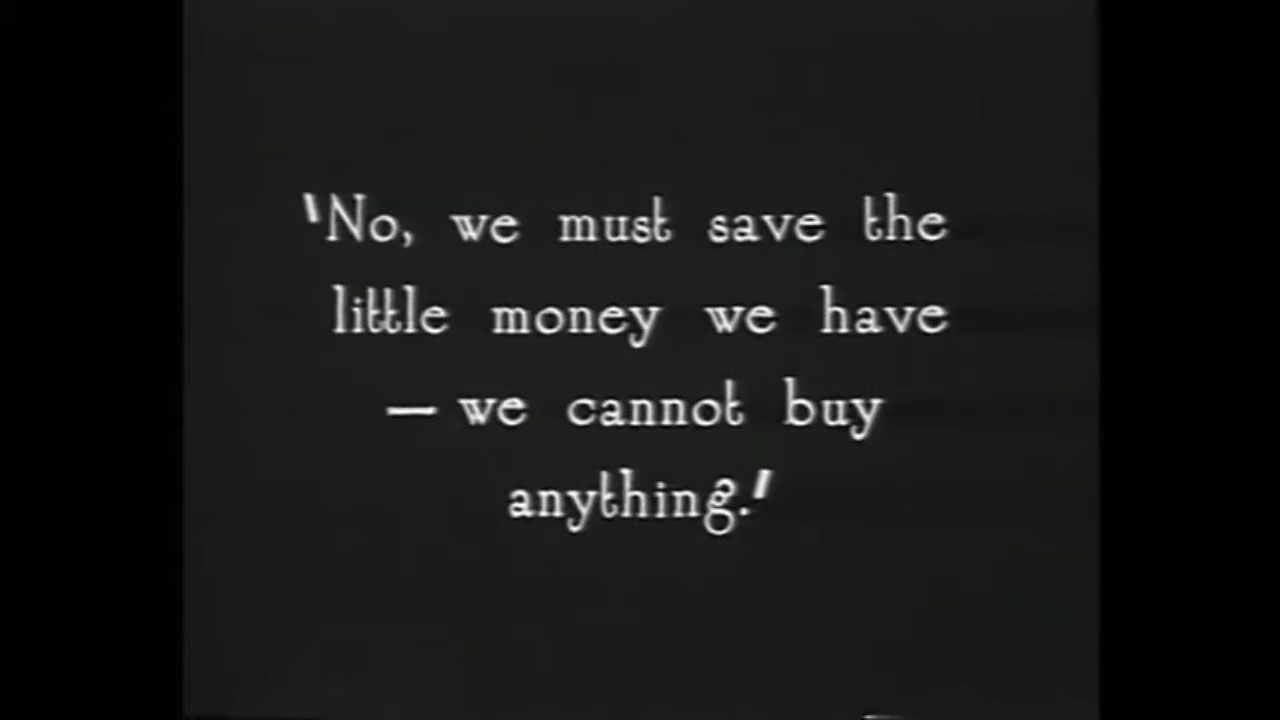 'No, we must save the
little money we have
— we cannot buy
anything.'